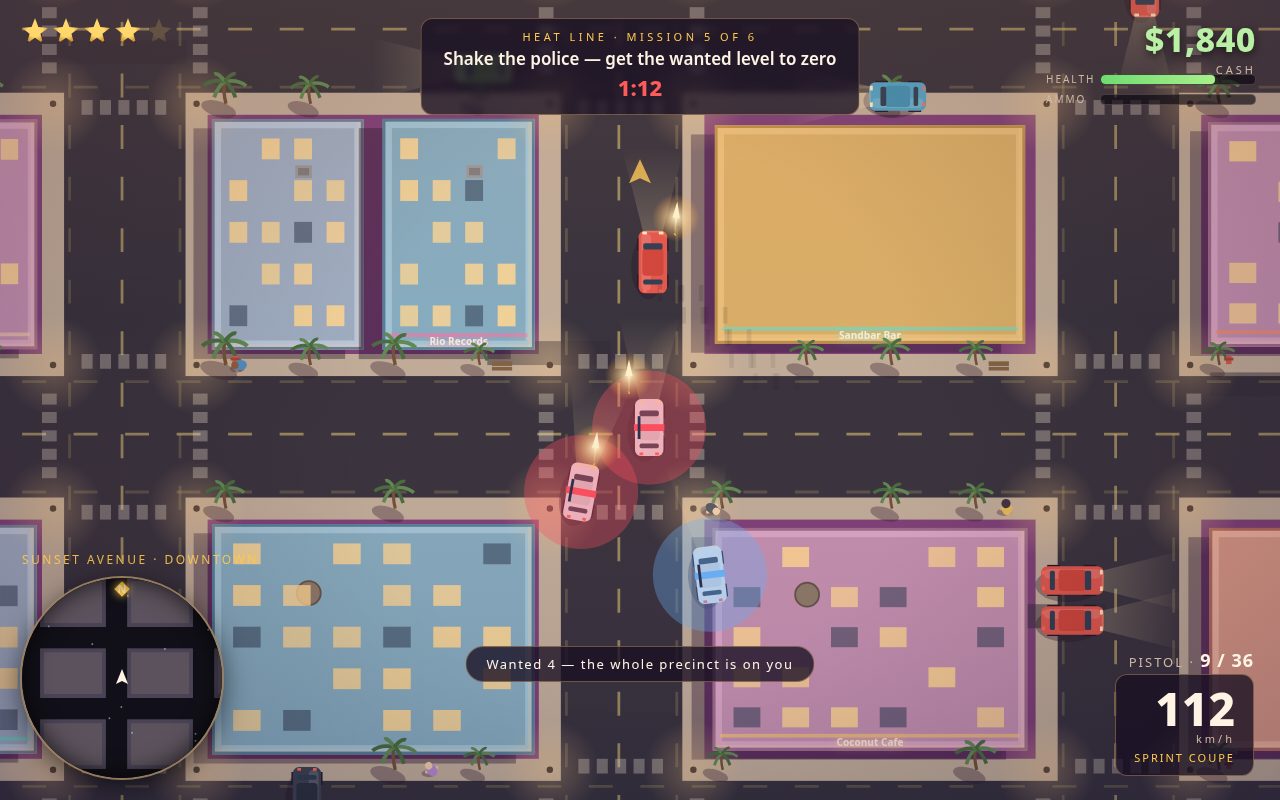 HEAT LINE · MISSION 5 OF 6
Shake the police — get the wanted level to zero
1:12
$1,840
CASH
HEALTH
AMMO
Rio Records
Sandbar Bar
SUNSET AVENUE · DOWNTOWN
Wanted 4 — the whole precinct is on you
Coconut Cafe
PISTOL · 9 / 36
112
km/h
SPRINT COUPE